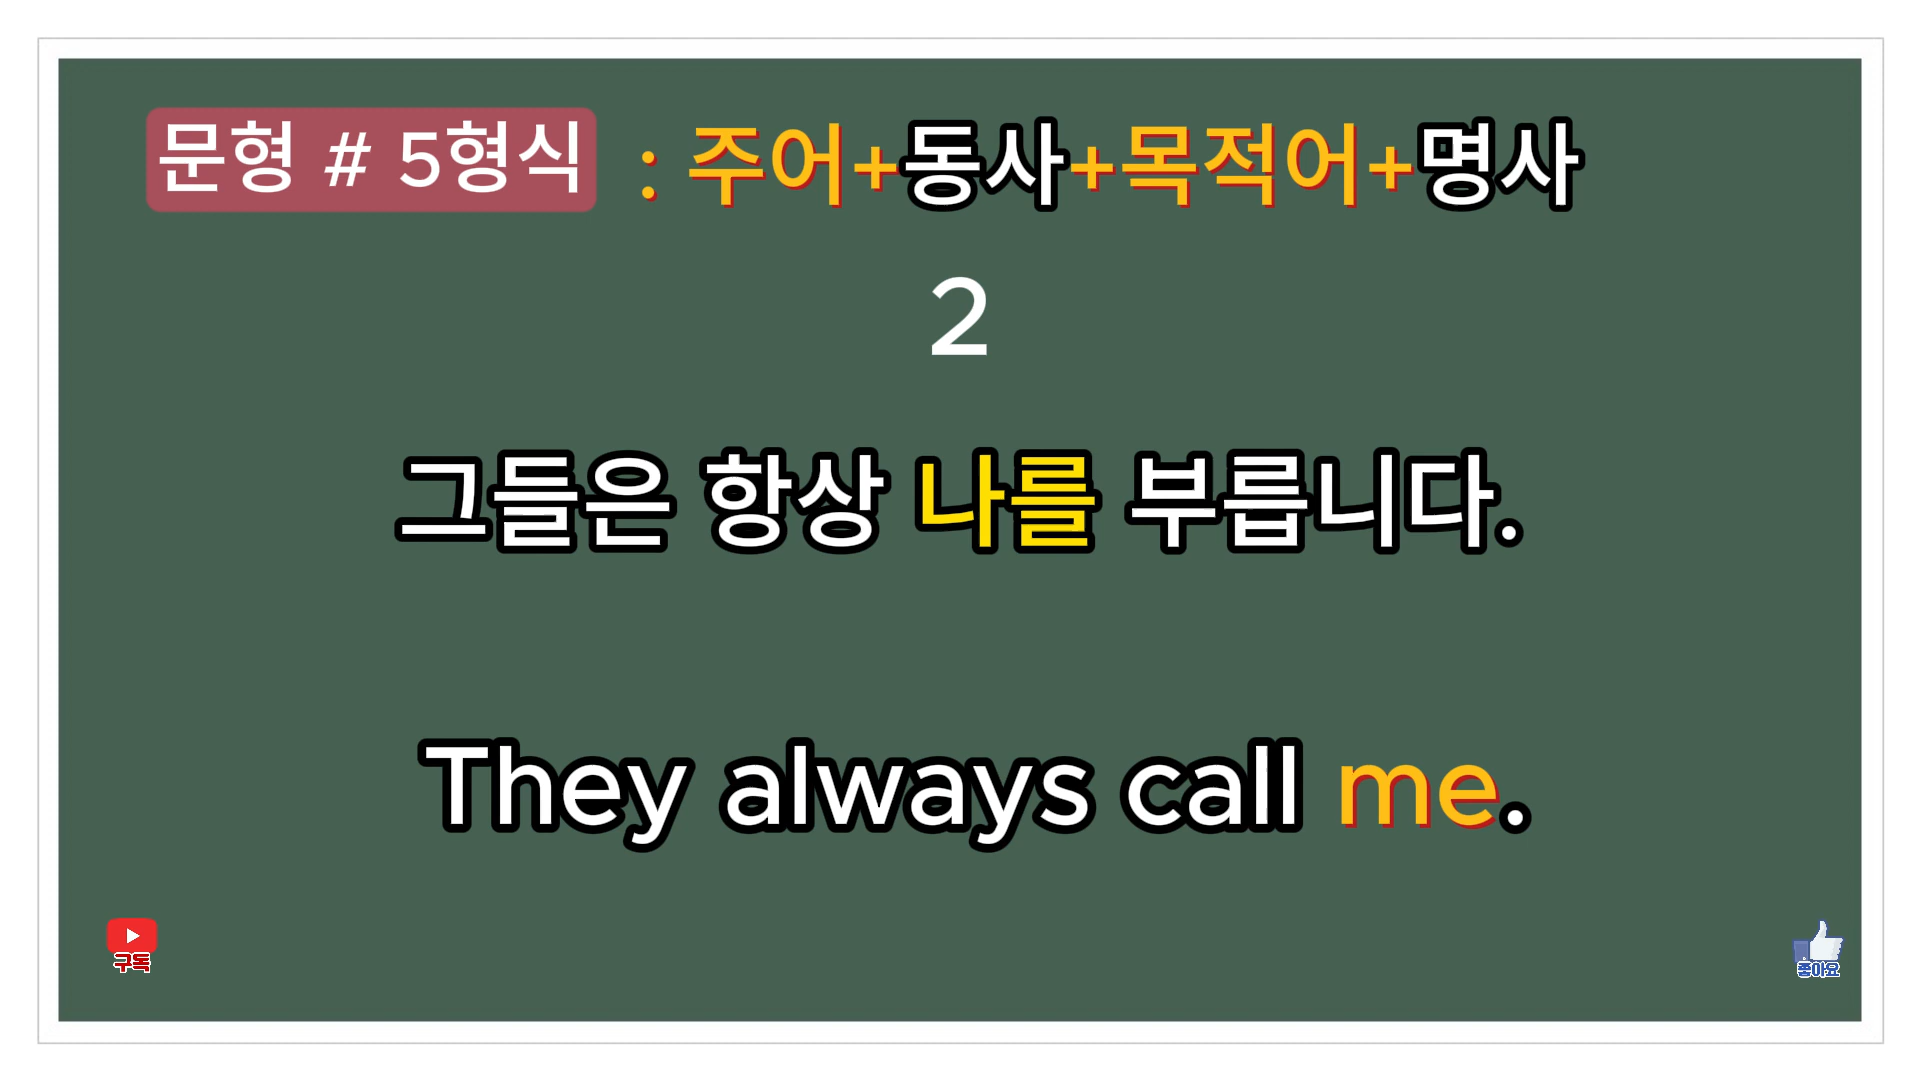 문형 # 5형식 : 주어+동사+목적어+명사
2
그들은 항상 나를 부릅니다.
They always call me.
구독
좋아요